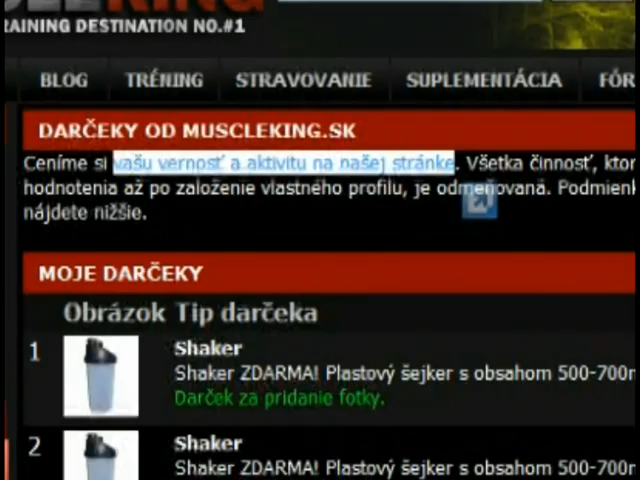 RAINING DESTINATION NO.#1
BLOG TRÉNING STRAVOVANIE SUPLEMENTÁCIA FÓR
DARČEKY OD MUSCLEKING.SK
Ceníme si vašu vernosť a aktivitu na našej stránke. Všetka činnosť, ktor
hodnotenia až po založenie vlastného profilu, je odmeňovaná. Podmienk
nájdete nižšie.
MOJE DARČEKY
Obrázok Tip darčeka
1 Shaker
Shaker ZDARMA! Plastový šejker s obsahom 500-700m
Darček za pridanie fotky.
2 Shaker
Shaker ZDARMA! Plastový šejker s obsahom 500-700m